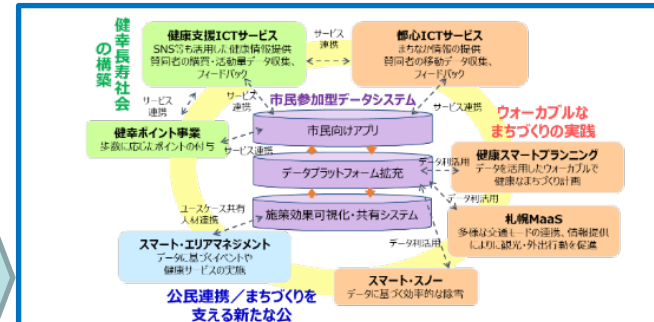 健幸長寿社会
の構築
健康支援ICTサービス
SNS等も活用した健康情報提供
賛同者の購買・活動量データ収集、
フィードバック
サービス
連携
都心ICTサービス
まちなか情報の提供
賛同者の移動データ収集、
フィードバック
サービス
連携
サービス
連携
市民参加型データシステム
サービス連携
ウォーカブルな
まちづくりの実践
健幸ポイント事業
歩数に応じたポイントの付与
サービス連携
市民向けアプリ
データプラットフォーム拡充
施策効果可視化・共有システム
データ利活用
健康スマートプランニング
データを活用したウォーカブルで
健康なまちづくり計画
データ利活用
札幌MaaS
多様な交通モードの連携、情報提供
によりに観光・外出行動を促進
ユースケース共有
人材連携
スマート・エリアマネジメント
データに基づくイベントや
健康サービスの実施
データ利活用
スマート・スノー
データに基づく効率的な除雪
公民連携／まちづくりを
支える新たな公